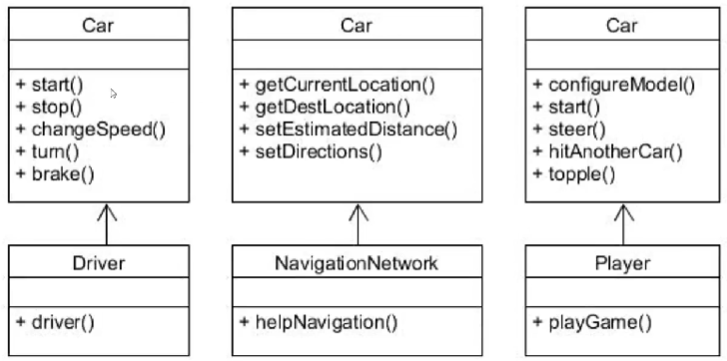 Car
+ start()
+ stop()
+ changeSpeed()
+ turn()
+ brake()
Driver
+ driver()
Car
+ getCurrentLocation()
+ getDestLocation()
+ setEstimatedDistance()
+ setDirections()
NavigationNetwork
+ helpNavigation()
Car
+ configureModel()
+ start()
+ steer()
+ hitAnotherCar()
+ topple()
Player
+ playGame()